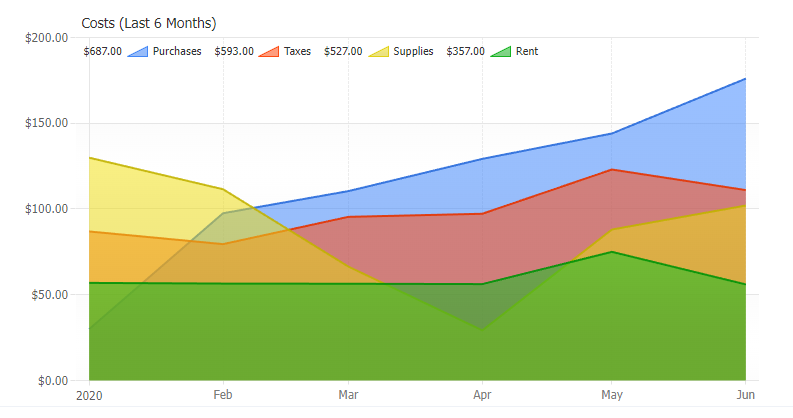 Costs (Last 6 Months)
$200.00
$687.00 Purchases $593.00 Taxes $527.00 Supplies $357.00 Rent
$150.00
$100.00
$50.00
$0.00
2020 Feb Mar Apr May Jun